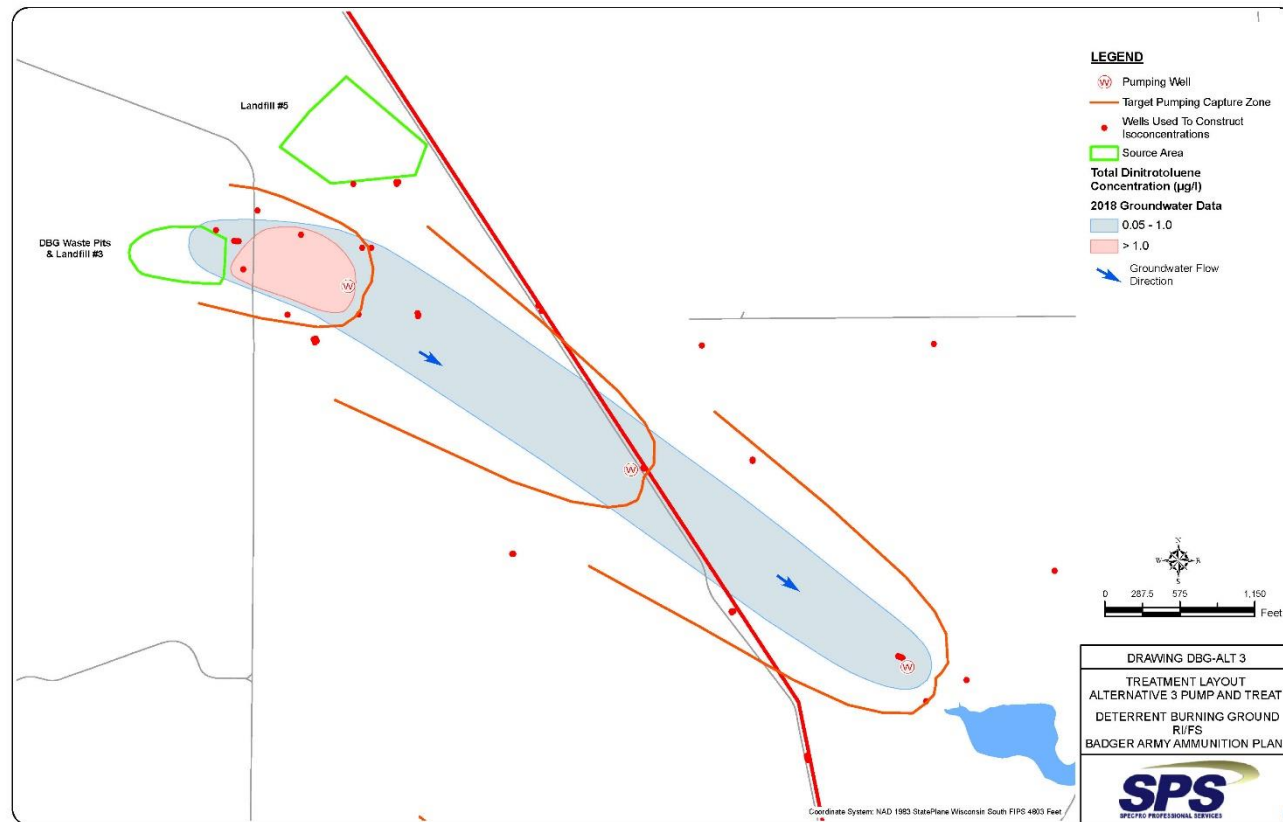 Landfill #5
DBG Waste Pits
& Landfill #3
W
W
W
LEGEND
W Pumping Well
Target Pumping Capture Zone
Wells Used To Construct
Isoconcentrations
Source Area
Total Dinitrotoluene
Concentration (µg/l)
2018 Groundwater Data
0.05 - 1.0
> 1.0
Groundwater Flow
Direction
N
W E
S
0 287.5 575 1,150
Feet
DRAWING DBG-ALT 3
TREATMENT LAYOUT
ALTERNATIVE 3 PUMP AND TREAT
DETERRENT BURNING GROUND
RI/FS
BADGER ARMY AMMUNITION PLAN
SPS
SPECPRO PROFESSIONAL SERVICES
Coordinate System: NAD 1983 StatePlane Wisconsin South FIPS 4803 Feet